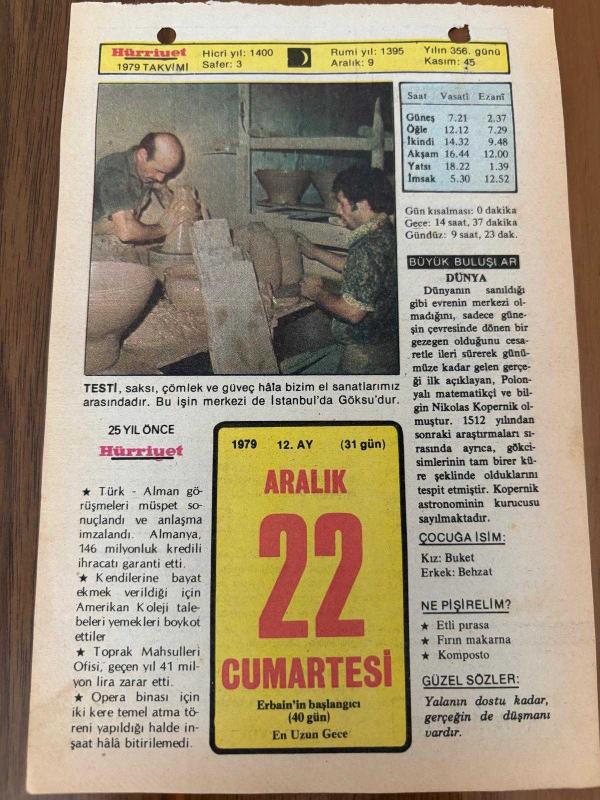 Hürriyet
1979 TAKVİMİ
Hicri yıl: 1400
Safer: 3
Rumi yıl: 1395
Aralık: 9
Yılın 356. günü
Kasım: 45
Saat Vasatî Ezanî
Güneş 7.21 2.37
Öğle 12.12 7.29
İkindi 14.32 9.48
Akşam 16.44 12.00
Yatsı 18.22 1.39
İmsak 5.30 12.52
Gün kısalması: 0 dakika
Gece: 14 saat, 37 dakika
Gündüz: 9 saat, 23 dak.
TESTİ, saksı, çömlek ve güveç hâla bizim el sanatlarımız
arasındadır. Bu işin merkezi de İstanbul'da Göksu'dur.
BÜYÜK BULUŞLAR
DÜNYA
Dünyanın sanıldığı
gibi evrenin merkezi ol-
madığını, sadece güne-
şin çevresinde dönen bir
gezegen olduğunu cesa-
retle ileri sürerek günü-
müze kadar gelen gerçe-
ği ilk açıklayan, Polon-
yalı matematikçi ve bil-
gin Nikolas Kopernik ol-
muştur. 1512 yılından
sonraki araştırmaları sı-
rasında ayrıca, gökci-
simlerinin tam birer kü-
re şeklinde olduklarını
tespit etmiştir. Kopernik
astronominin kurucusu
sayılmaktadır.
25 YIL ÖNCE
Hürriyet
★ Türk - Alman gö-
rüşmeleri müspet so-
nuçlandı ve anlaşma
imzalandı. Almanya,
146 milyonluk kredili
ihracatı garanti etti.
★ Kendilerine bayat
ekmek verildiği için
Amerikan Koleji tale-
beleri yemekleri boykot
ettiler
★ Toprak Mahsulleri
Ofisi, geçen yıl 41 mil-
yon lira zarar etti.
★ Opera binası için
iki kere temel atma tö-
reni yapıldığı halde in-
şaat hâlâ bitirilemedi.
1979 12. AY (31 gün)
ARALIK
22
CUMARTESİ
Erbain'in başlangıcı
(40 gün)
En Uzun Gece
ÇOCUĞA İSİM:
Kız: Buket
Erkek: Behzat
NE PİŞİRELİM?
★ Etli pırasa
★ Fırın makarna
★ Komposto
GÜZEL SÖZLER:
Yalanın dostu kadar,
gerçeğin de düşmanı
vardır.